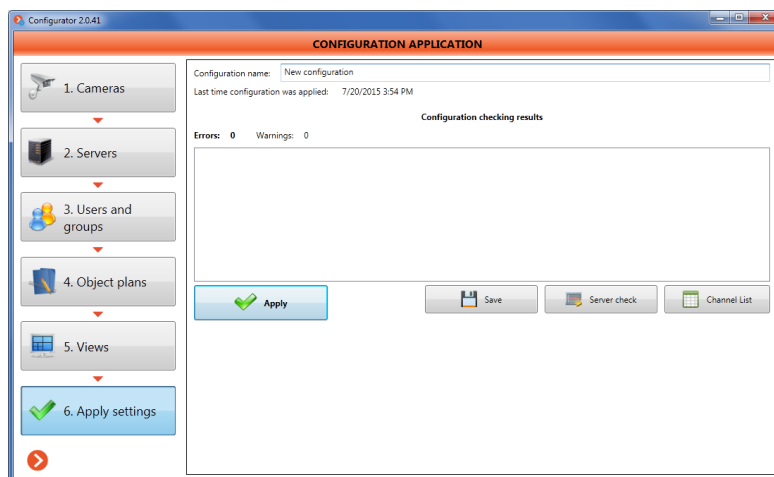 Configurator 2.0.41
CONFIGURATION APPLICATION
1. Cameras
2. Servers
3. Users and
groups
4. Object plans
5. Views
6. Apply settings
Configuration name: New configuration
Last time configuration was applied: 7/20/2015 3:54 PM
Configuration checking results
Errors: 0 Warnings: 0
Apply
Save
Server check
Channel List